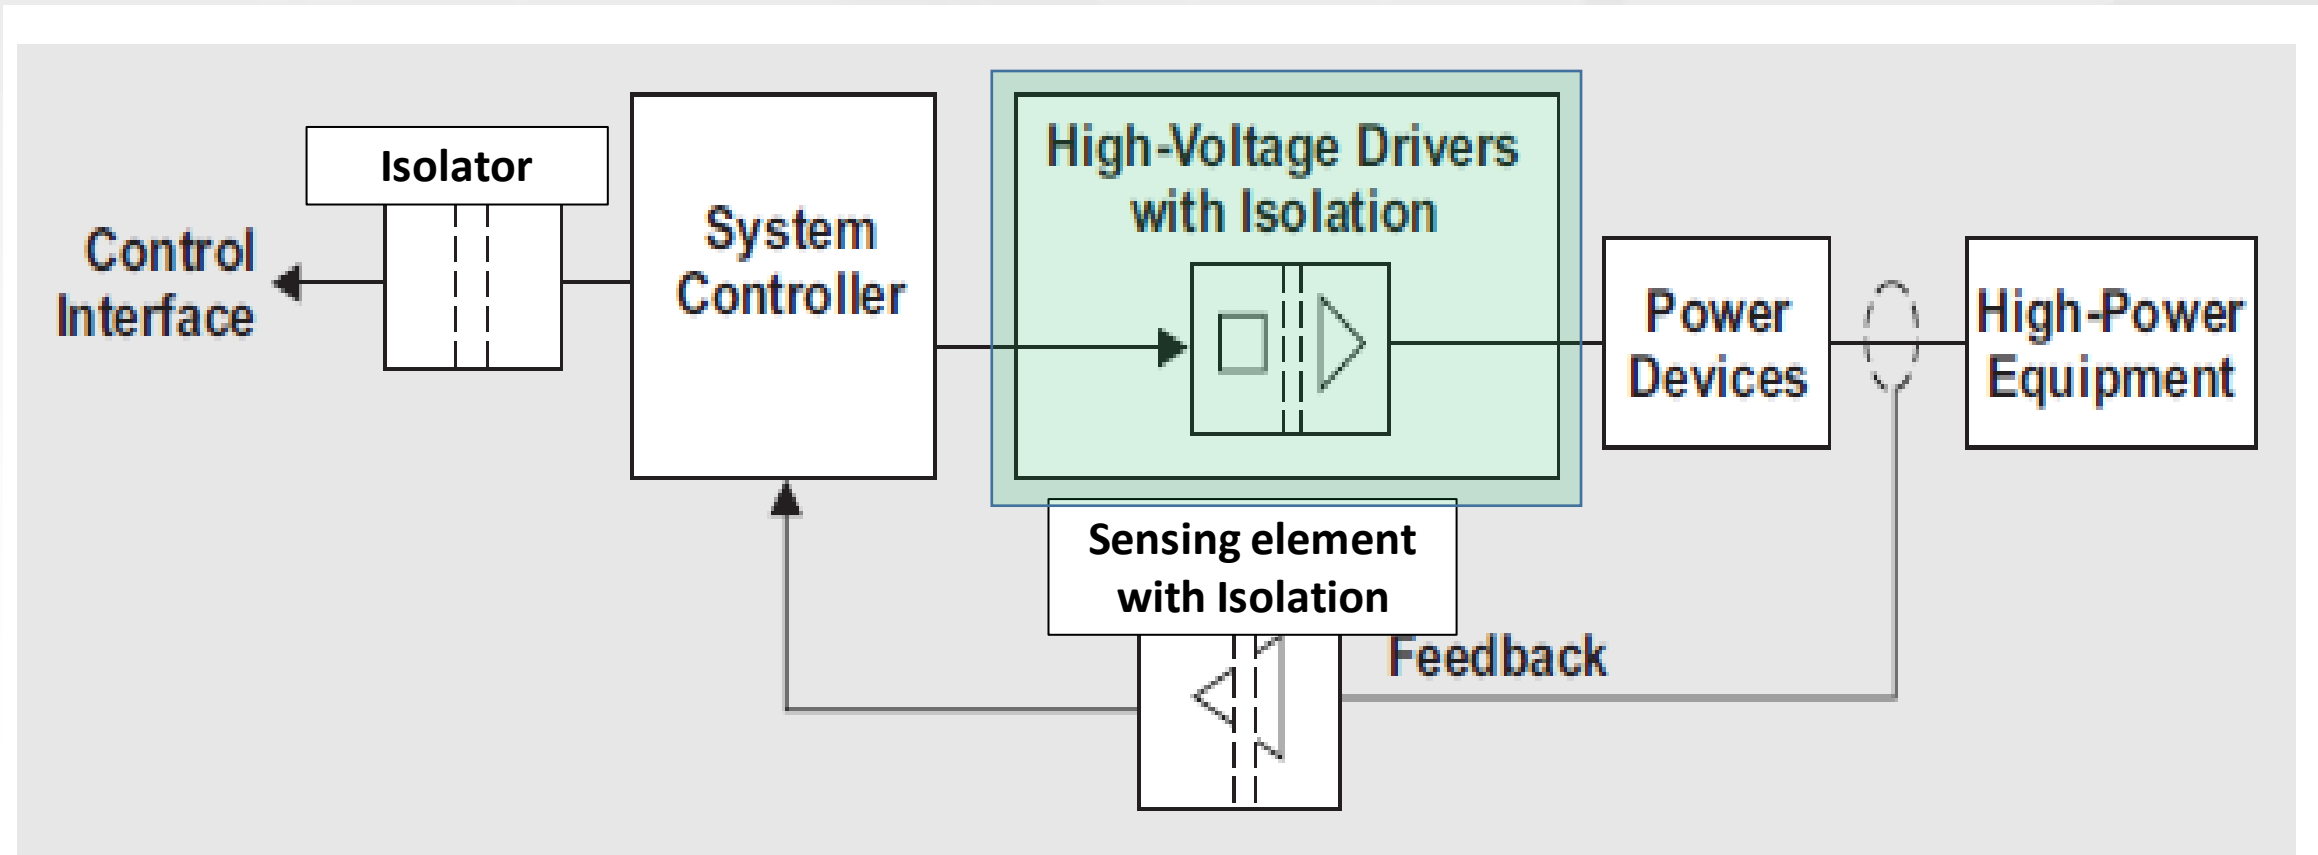 Isolator
Control
Interface
System
Controller
High-Voltage Drivers
with Isolation
Power
Devices
High-Power
Equipment
Sensing element
with Isolation
Feedback